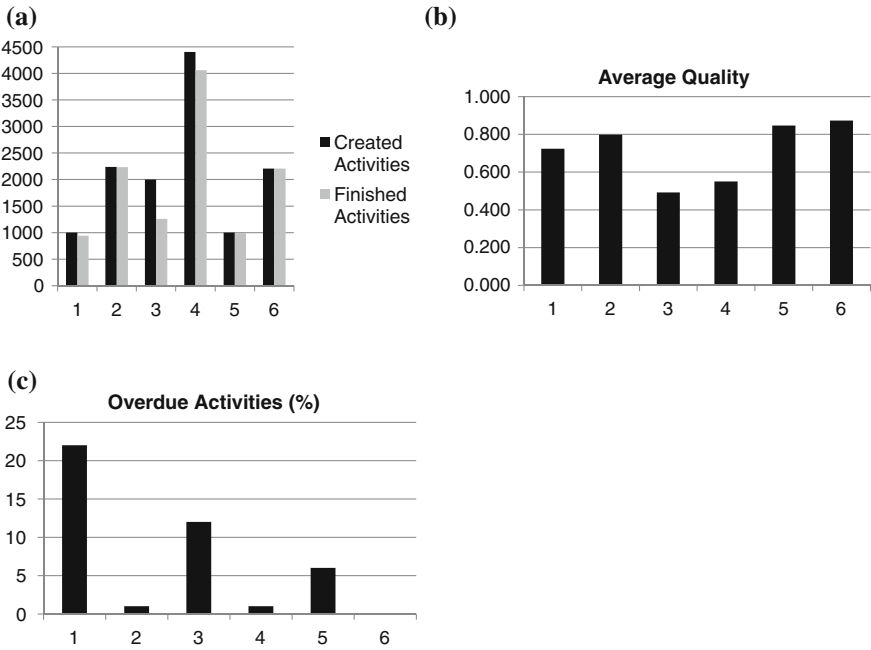 (a)
4500
4000
3500
3000
2500
2000
1500
1000
500
0
1 2 3 4 5 6
Created
Activities
Finished
Activities
(b)
Average Quality
1.000
0.800
0.600
0.400
0.200
0.000
1 2 3 4 5 6
(c)
Overdue Activities (%)
25
20
15
10
5
0
1 2 3 4 5 6